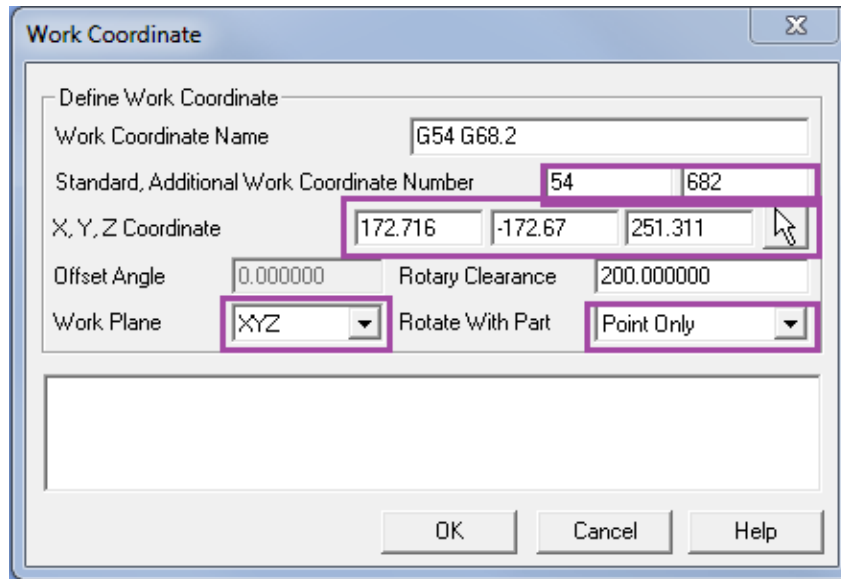 Work Coordinate
Define Work Coordinate
Work Coordinate Name G54 G68.2
Standard, Additional Work Coordinate Number 54 682
X, Y, Z Coordinate 172.716 -172.67 251.311
Offset Angle 0.000000 Rotary Clearance 200.000000
Work Plane XYZ Rotate With Part Point Only
OK Cancel Help